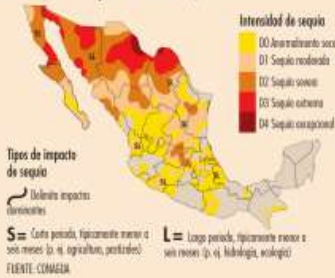 Intensidad de sequía
D0 Anormalmente seco
D1 Sequía moderada
D2 Sequía severa
D3 Sequía extrema
D4 Sequía excepcional
Tipos de impacto
de sequía
Delimita impactos
dominantes
S= Corto periodo, típicamente menor a
seis meses (p. ej. agricultura, pastizales)
L= Largo periodo, típicamente menor a
seis meses (p. ej. hidrología, ecología)
FUENTE: CONAGUA